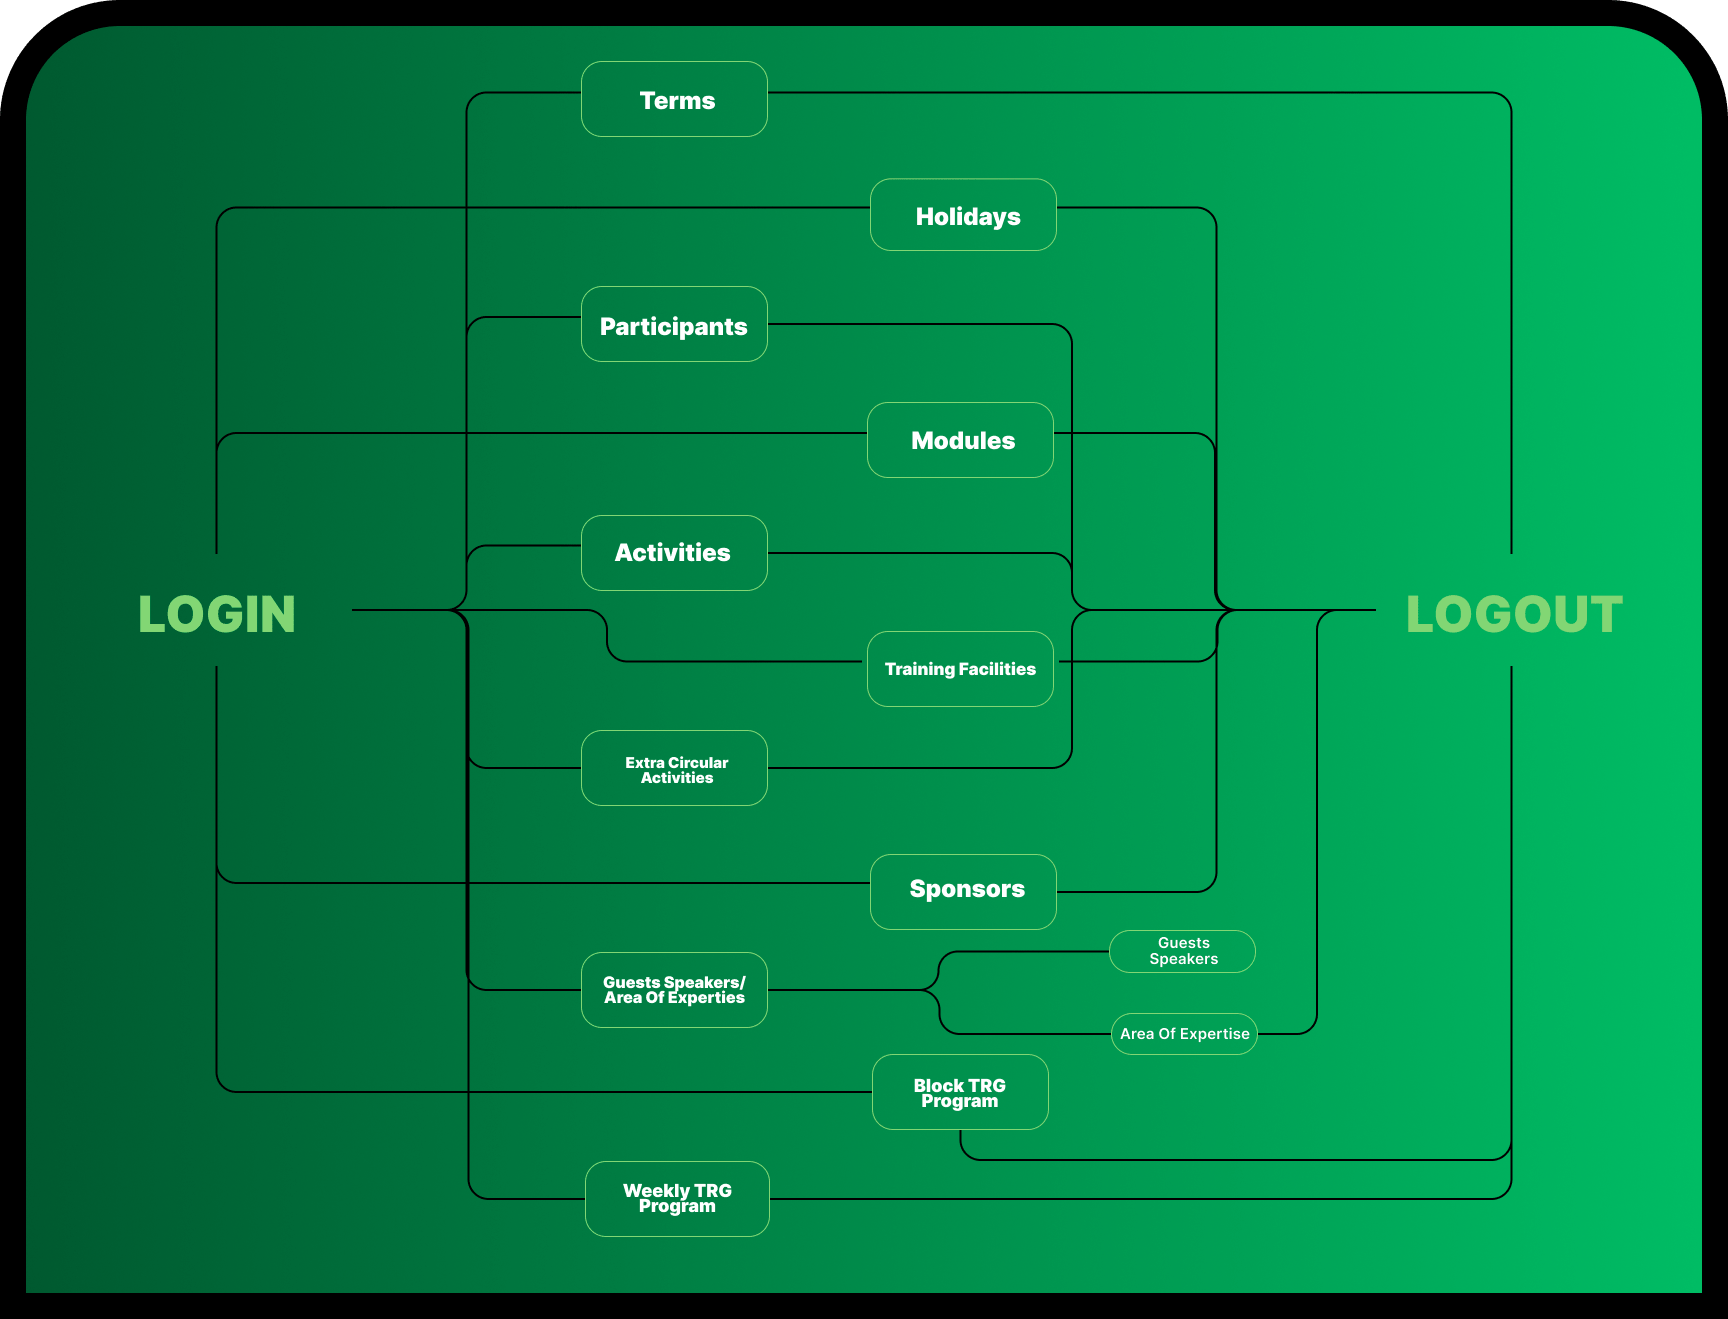 Terms
Holidays
Participants
Modules
Activities
LOGIN
LOGOUT
Training Facilities
Extra Circular
Activities
Sponsors
Guests
Speakers
Guests Speakers/
Area Of Experties
Area Of Expertise
Block TRG
Program
Weekly TRG
Program